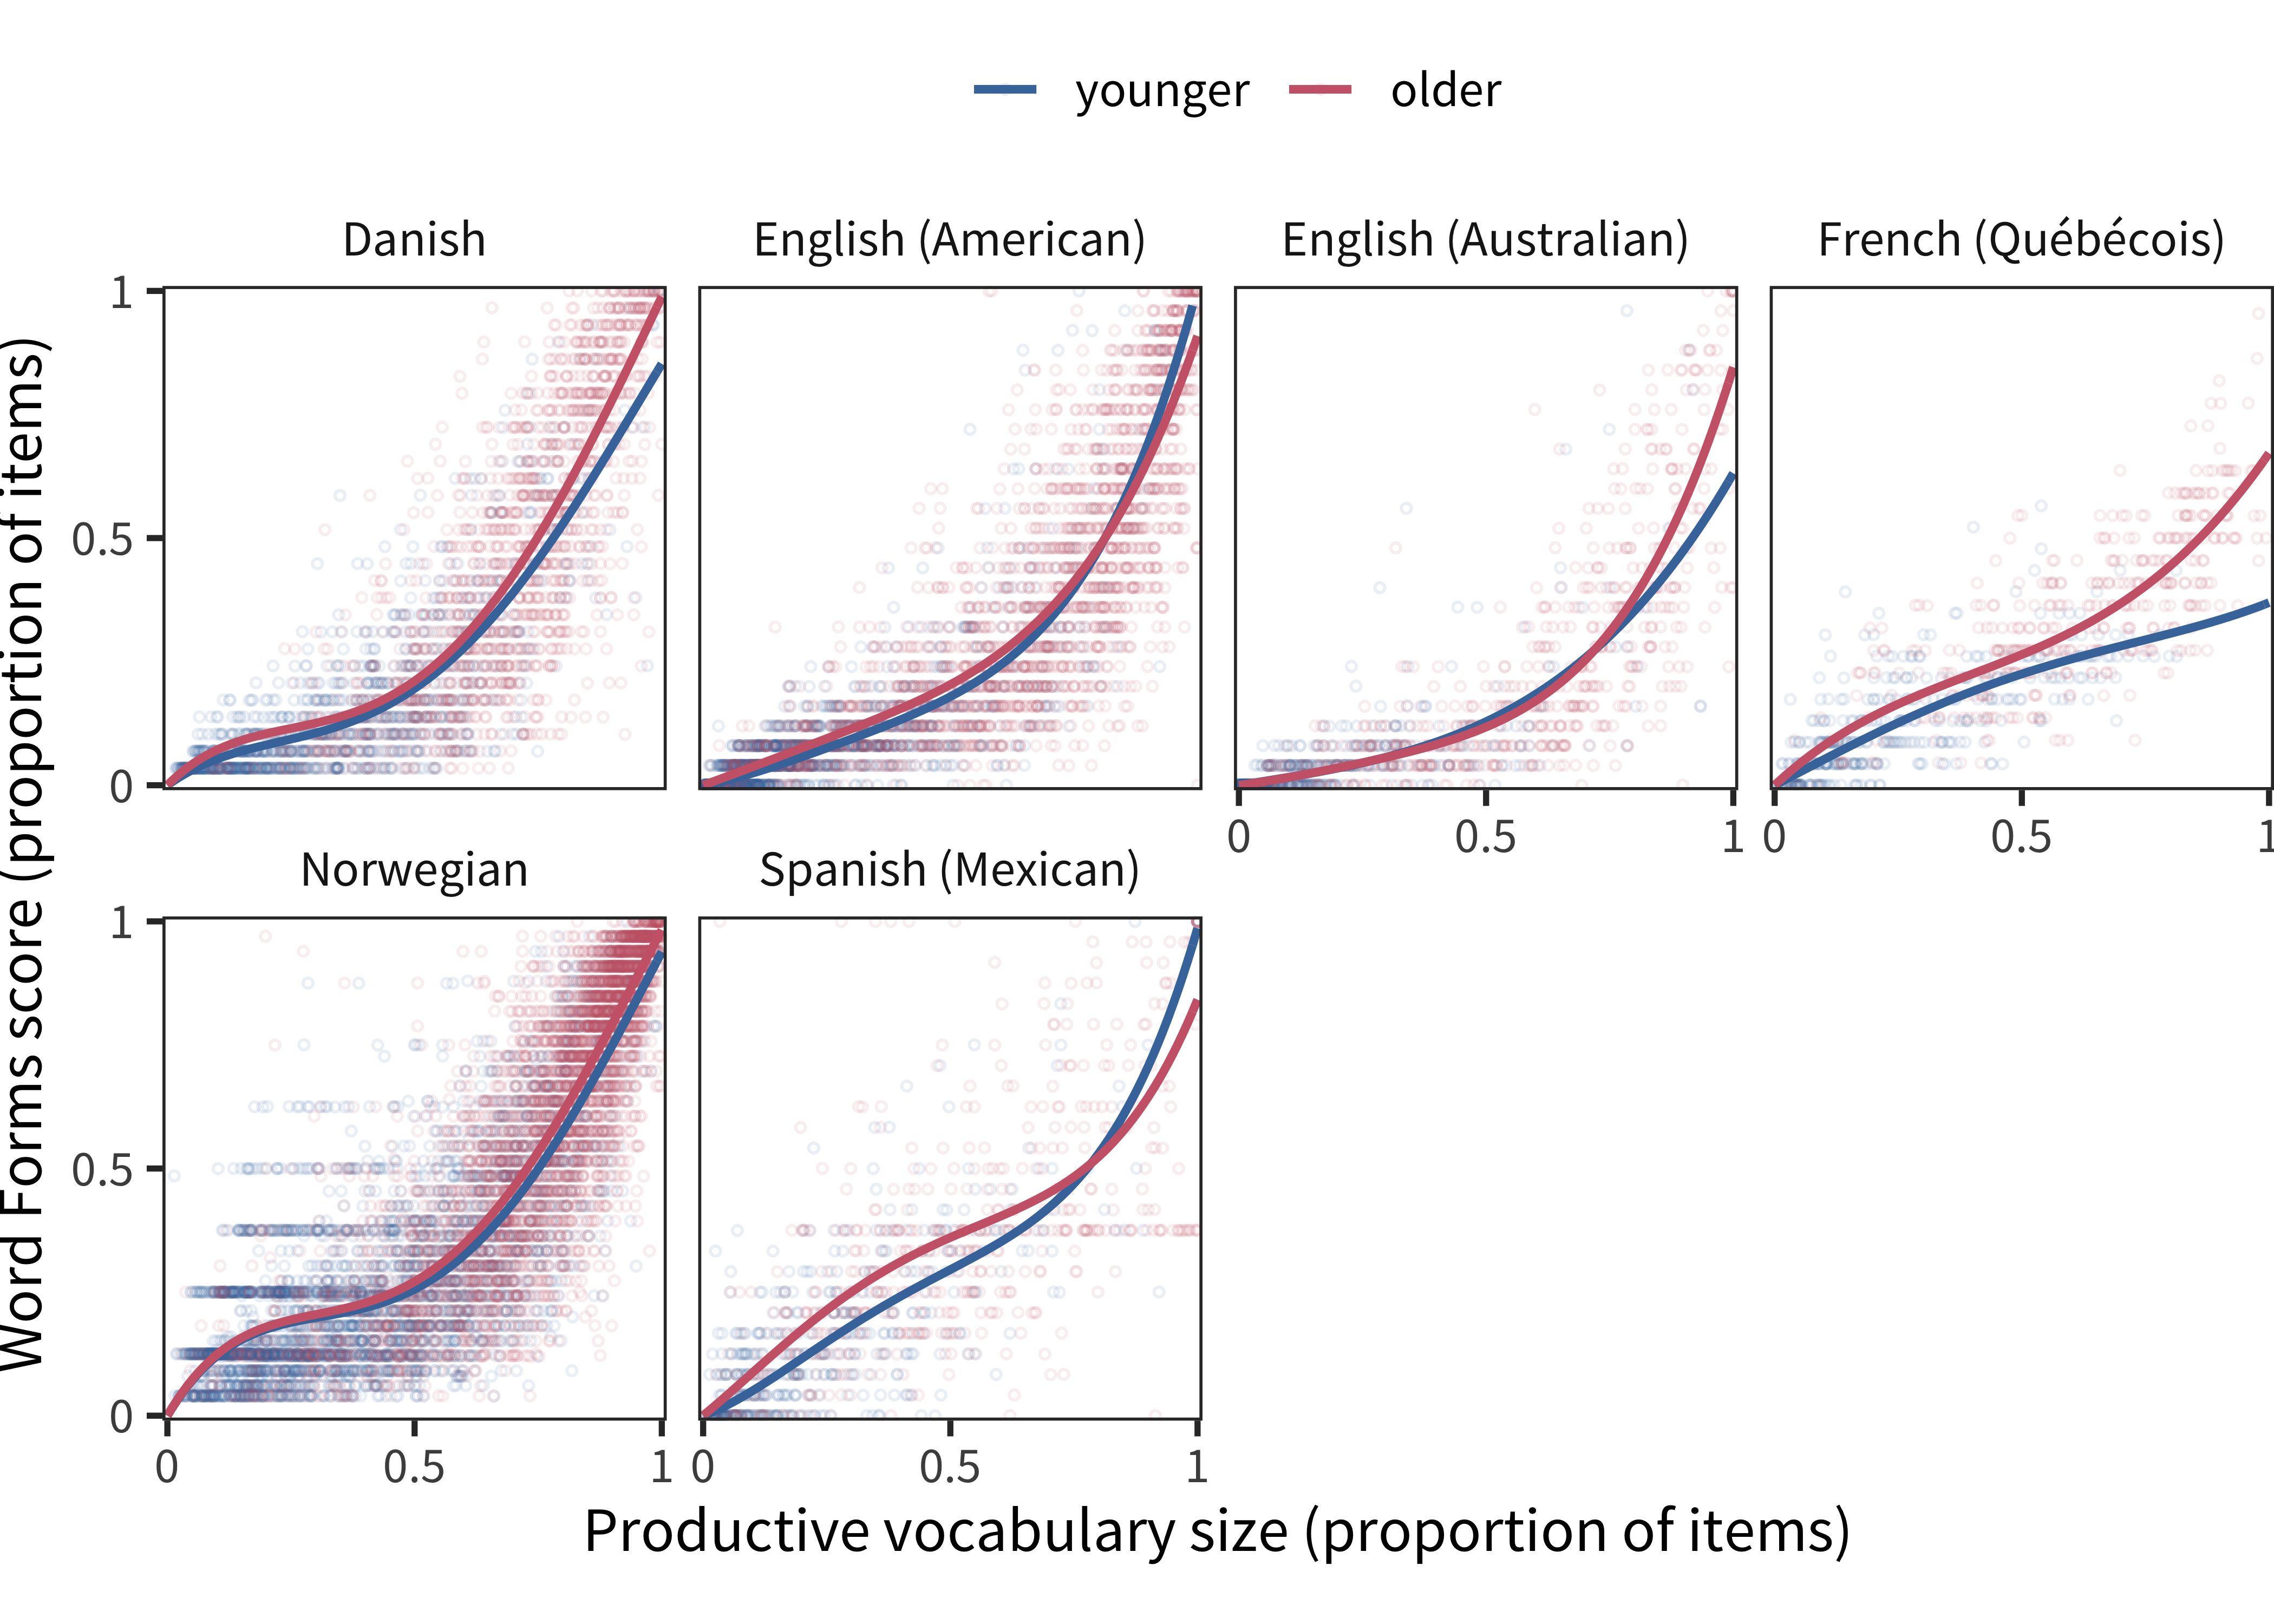 younger older
Danish English (American) English (Australian) French (Québécois)
1
0.5
0
0 0.5 1 0 0.5 1
Norwegian Spanish (Mexican)
1
0.5
0
0 0.5 1 0 0.5 1
Word Forms score (proportion of items)
Productive vocabulary size (proportion of items)